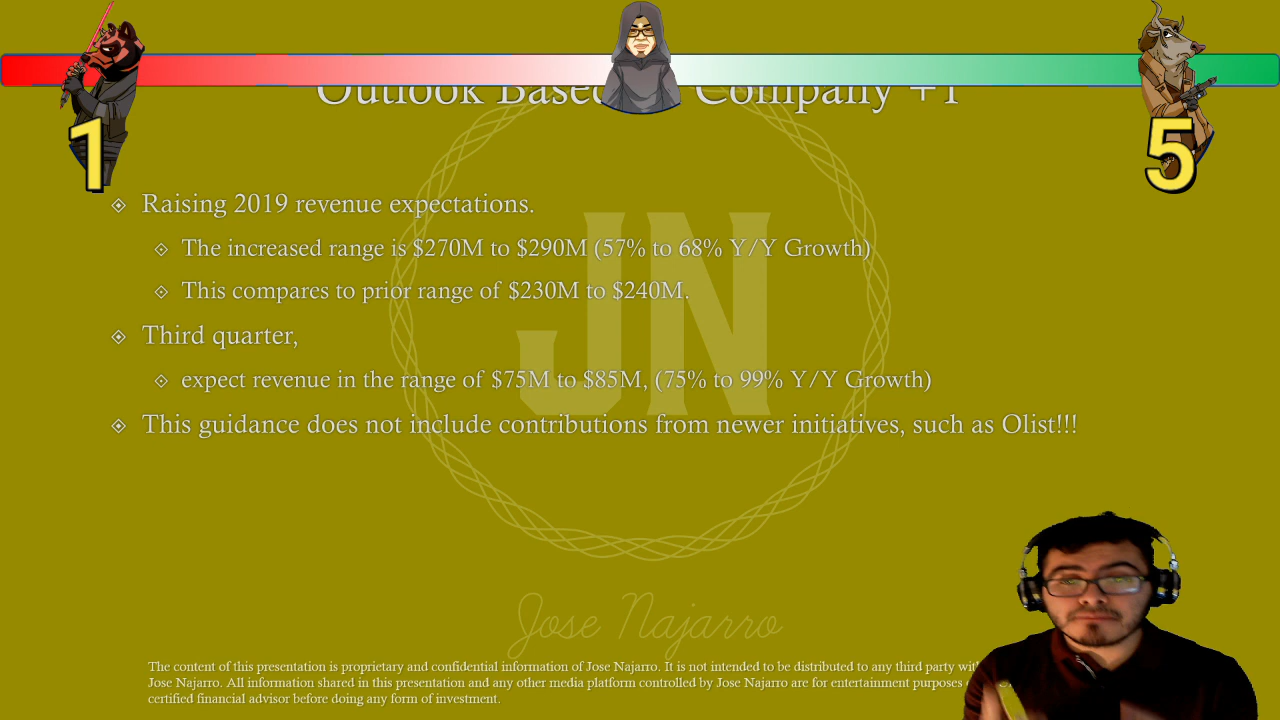 Outlook Based Company +1
1
5
Raising 2019 revenue expectations.
The increased range is $270M to $290M (57% to 68% Y/Y Growth)
This compares to prior range of $230M to $240M.
Third quarter,
expect revenue in the range of $75M to $85M, (75% to 99% Y/Y Growth)
This guidance does not include contributions from newer initiatives, such as Olist!!!
JN
Jose Najarro
The content of this presentation is proprietary and confidential information of Jose Najarro. It is not intended to be distributed to any third party
Jose Najarro. All information shared in this presentation and any other media platform controlled by Jose Najarro are for entertainment purposes
certified financial advisor before doing any form of investment.